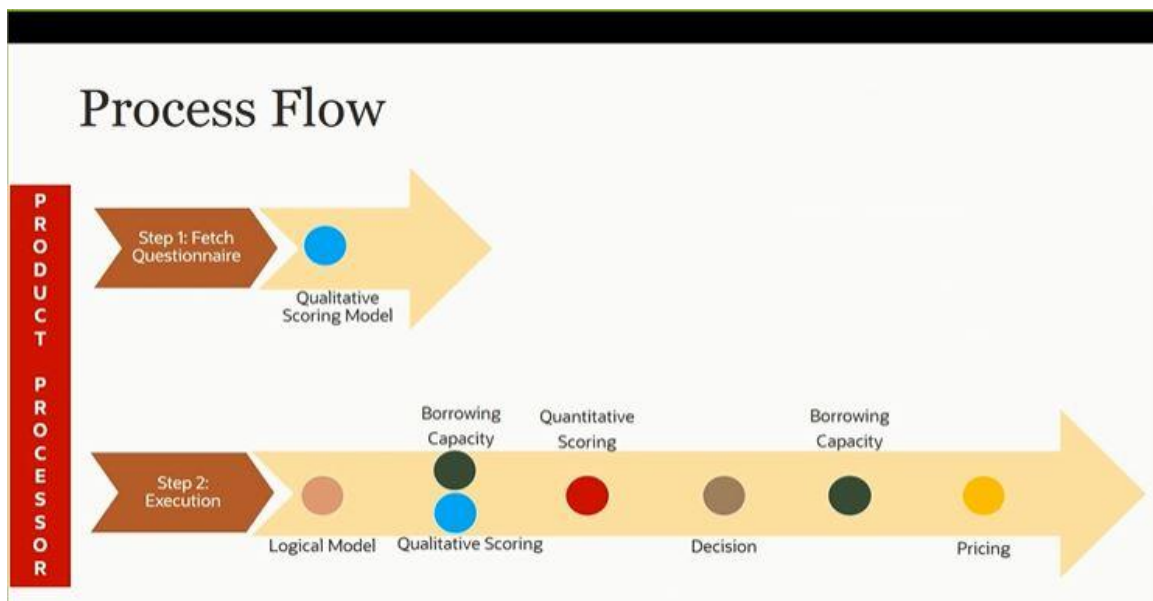 Process Flow
PRODUCT PROCESSOR
Step 1: Fetch
Questionnaire
Qualitative
Scoring Model
Step 2:
Execution
Logical Model
Borrowing
Capacity
Qualitative Scoring
Quantitative
Scoring
Decision
Borrowing
Capacity
Pricing